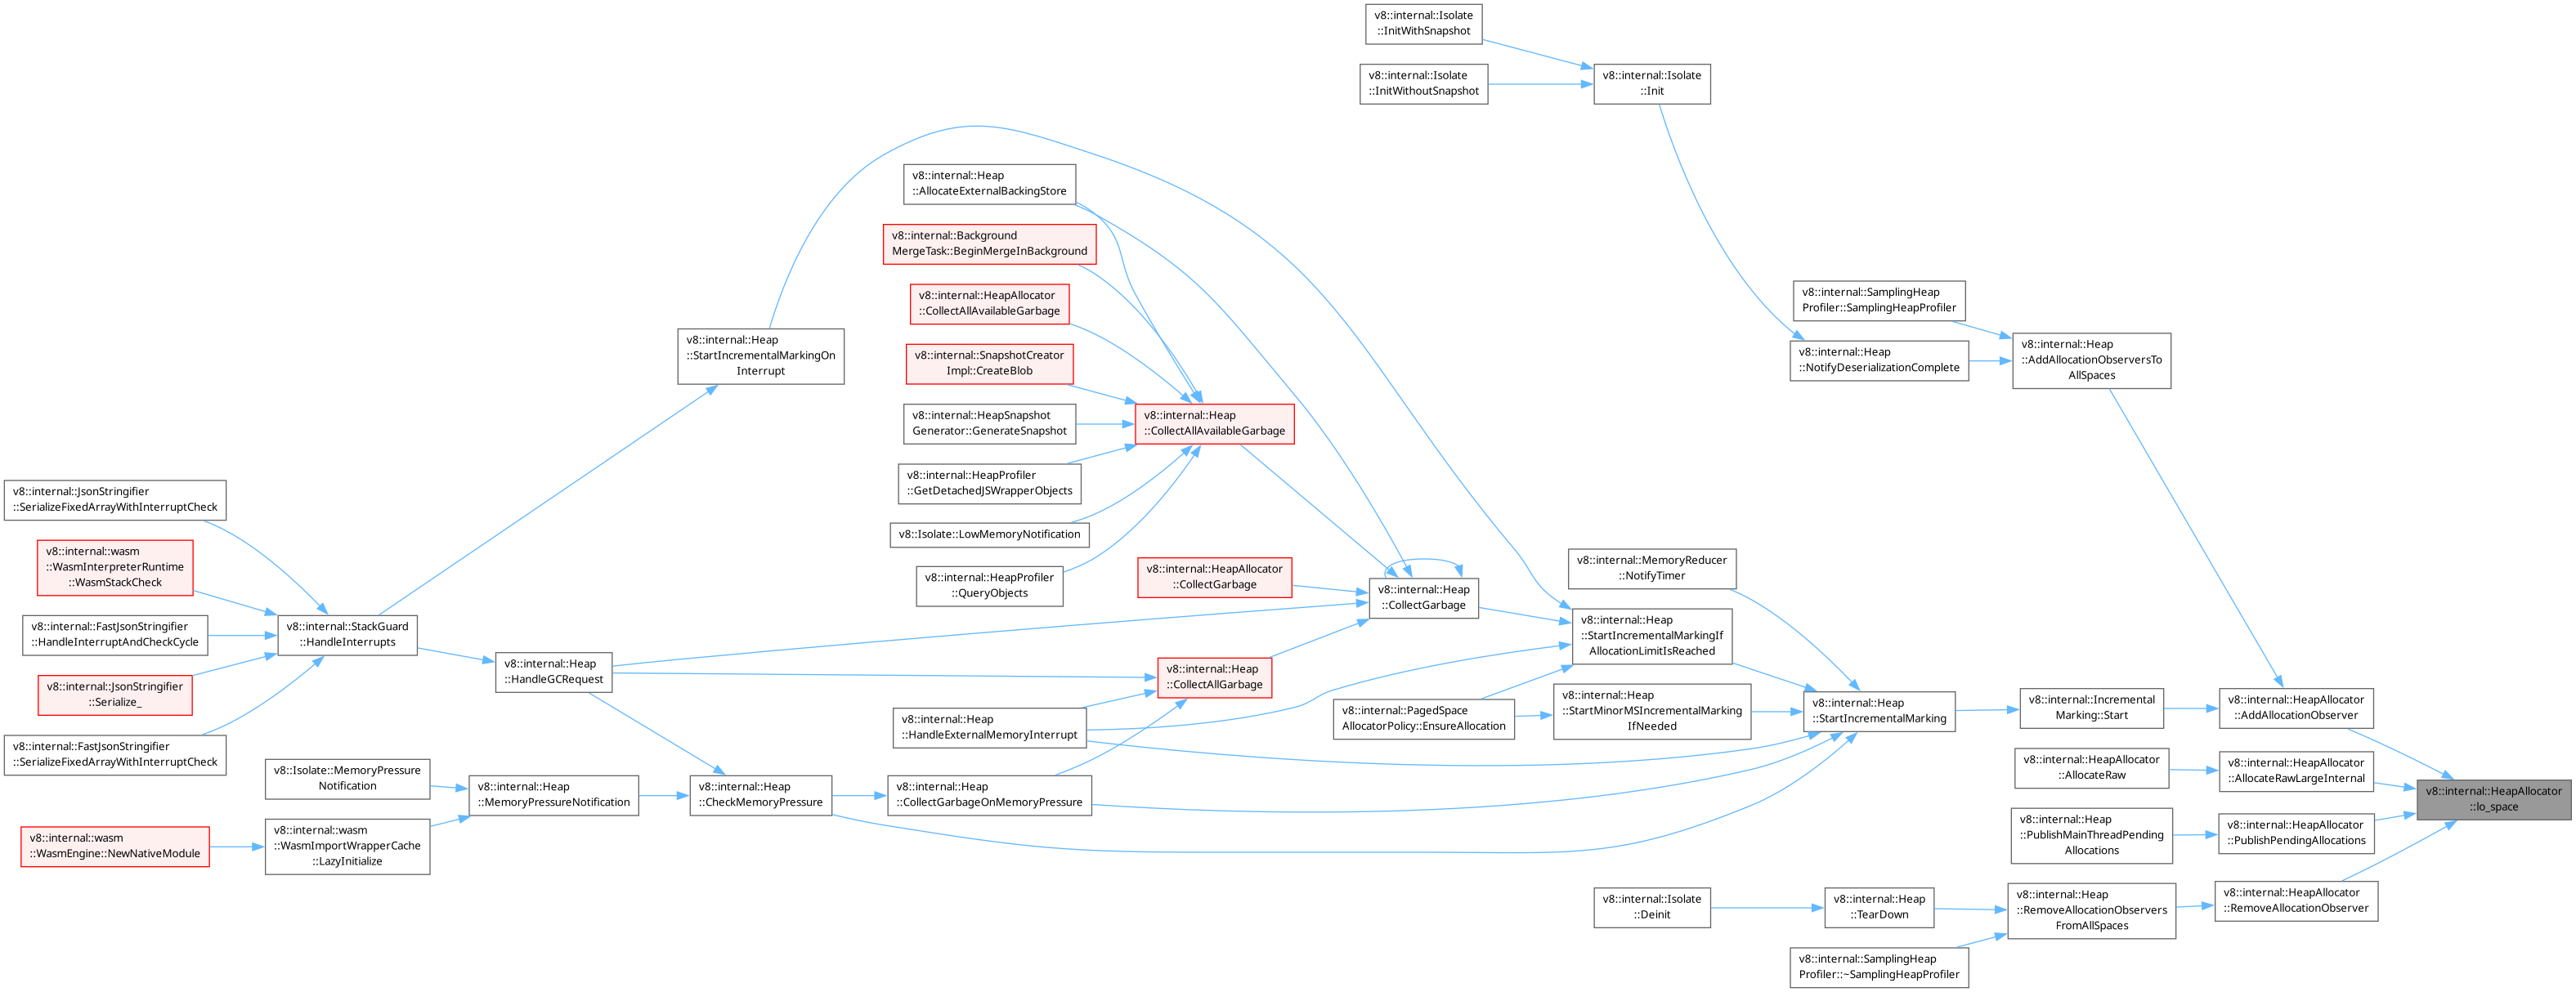 v8::internal::Isolate
::InitWithSnapshot
v8::internal::Isolate
::InitWithoutSnapshot
v8::internal::Isolate
::Init
v8::internal::Heap
::AllocateExternalBackingStore
v8::internal::Background
MergeTask::BeginMergeInBackground
v8::internal::HeapAllocator
::CollectAllAvailableGarbage
v8::internal::SnapshotCreator
Impl::CreateBlob
v8::internal::HeapSnapshot
Generator::GenerateSnapshot
v8::internal::HeapProfiler
::GetDetachedJSWrapperObjects
v8::Isolate::LowMemoryNotification
v8::internal::HeapProfiler
::QueryObjects
v8::internal::Heap
::StartIncrementalMarkingOn
Interrupt
v8::internal::Heap
::CollectAllAvailableGarbage
v8::internal::SamplingHeap
Profiler::SamplingHeapProfiler
v8::internal::Heap
::NotifyDeserializationComplete
v8::internal::Heap
::AddAllocationObserversTo
AllSpaces
v8::internal::JsonStringifier
::SerializeFixedArrayWithInterruptCheck
v8::internal::wasm
::WasmInterpreterRuntime
::WasmStackCheck
v8::internal::FastJsonStringifier
::HandleInterruptAndCheckCycle
v8::internal::JsonStringifier
::Serialize_
v8::internal::FastJsonStringifier
::SerializeFixedArrayWithInterruptCheck
v8::internal::StackGuard
::HandleInterrupts
v8::internal::Heap
::HandleGCRequest
v8::internal::HeapAllocator
::CollectGarbage
v8::internal::Heap
::CollectGarbage
v8::internal::Heap
::CollectAllGarbage
v8::internal::MemoryReducer
::NotifyTimer
v8::internal::Heap
::StartIncrementalMarkingIf
AllocationLimitIsReached
v8::internal::Heap
::HandleExternalMemoryInterrupt
v8::internal::PagedSpace
AllocatorPolicy::EnsureAllocation
v8::internal::Heap
::StartMinorMSIncrementalMarking
IfNeeded
v8::internal::Heap
::StartIncrementalMarking
v8::internal::Incremental
Marking::Start
v8::internal::HeapAllocator
::AddAllocationObserver
v8::Isolate::MemoryPressure
Notification
v8::internal::Heap
::MemoryPressureNotification
v8::internal::Heap
::CheckMemoryPressure
v8::internal::Heap
::CollectGarbageOnMemoryPressure
v8::internal::HeapAllocator
::AllocateRaw
v8::internal::HeapAllocator
::AllocateRawLargeInternal
v8::internal::HeapAllocator
::lo_space
v8::internal::wasm
::WasmEngine::NewNativeModule
v8::internal::wasm
::WasmImportWrapperCache
::LazyInitialize
v8::internal::Heap
::PublishMainThreadPending
Allocations
v8::internal::HeapAllocator
::PublishPendingAllocations
v8::internal::Isolate
::Deinit
v8::internal::Heap
::TearDown
v8::internal::Heap
::RemoveAllocationObservers
FromAllSpaces
v8::internal::HeapAllocator
::RemoveAllocationObserver
v8::internal::SamplingHeap
Profiler::~SamplingHeapProfiler